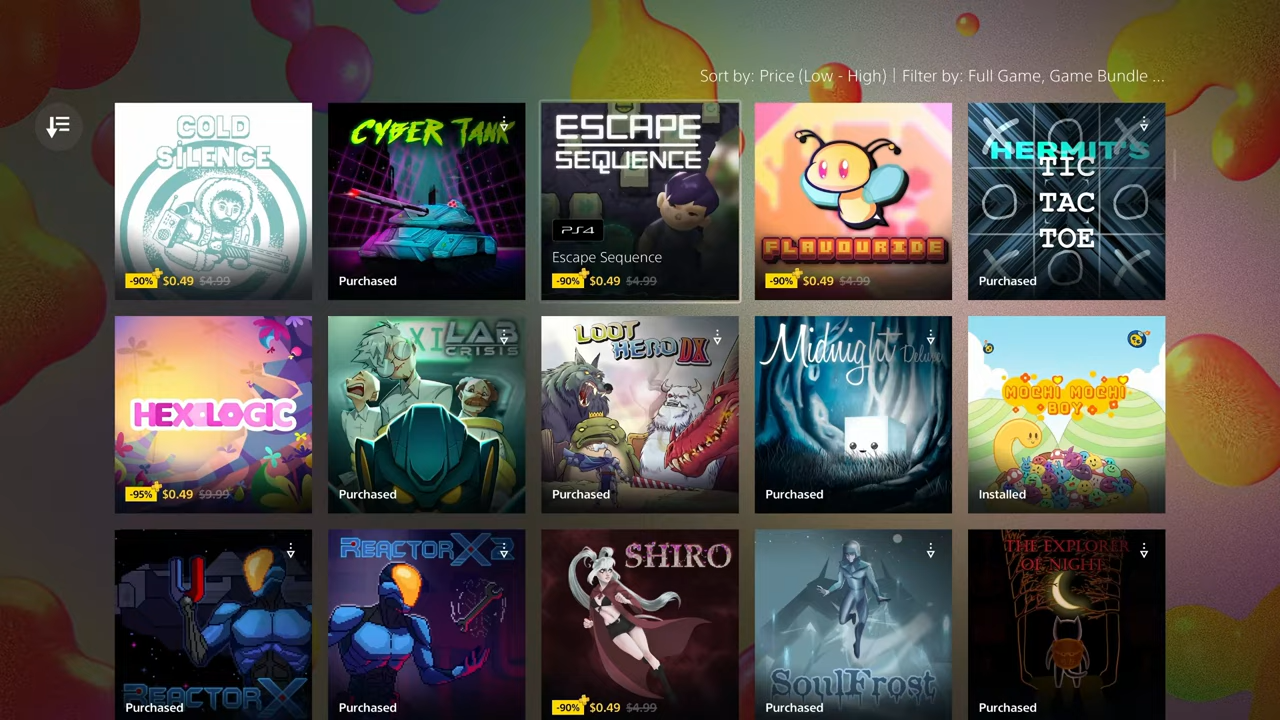 Sort by: Price (Low - High) | Filter by: Full Game, Game Bundle ...
COLD
SILENCE
-90% $0.49 $4.99
CYBER TANK
Purchased
ESCAPE
SEQUENCE
PS4
Escape Sequence
-90% $0.49 $4.99
FLAVOURIDE
-90% $0.49 $4.99
HERMIT'S
TIC
TAC
TOE
Purchased
HEXOLOGIC
-95% $0.49 $9.99
XI LAB
CRISIS
Purchased
LOOT
HERO DX
Purchased
Midnight Deluxe
Purchased
MOCHI MOCHI
BOY
Installed
REACTORX
Purchased
REACTORX 2
Purchased
SHIRO
-90% $0.49 $4.99
SOULFROST
Purchased
THE EXPLORER
OF NIGHT
Purchased